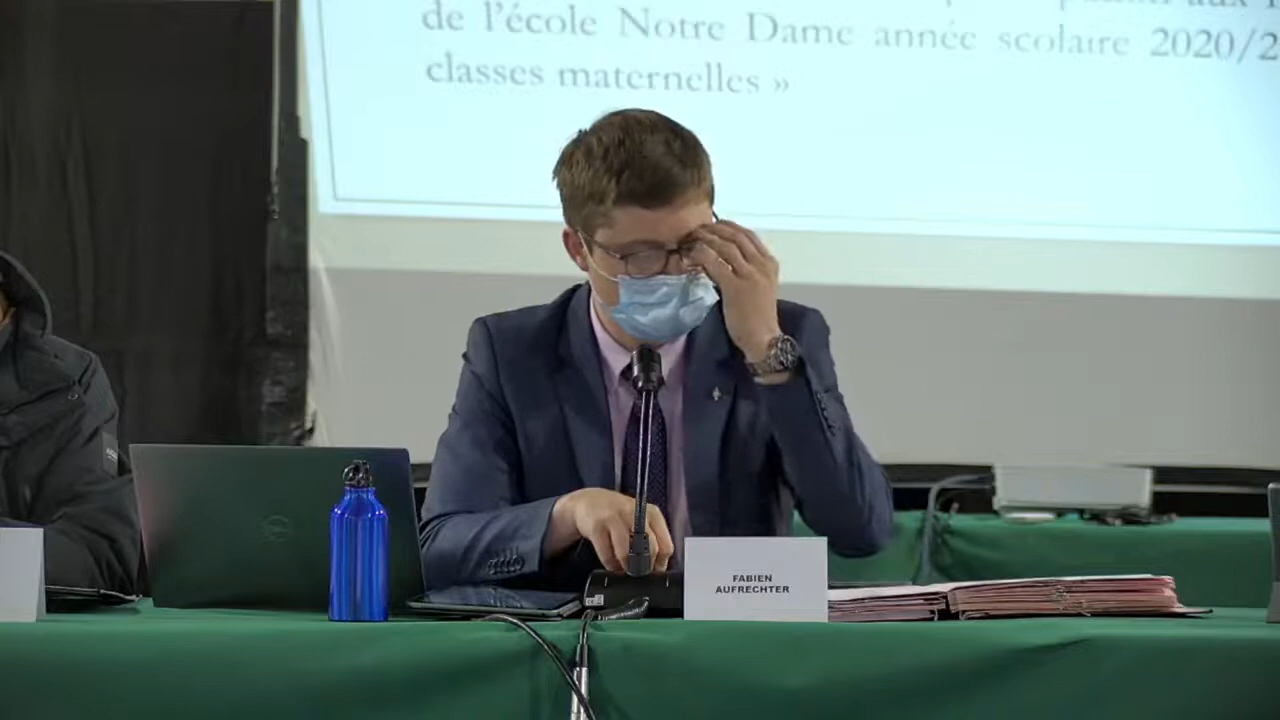 de l'école Notre Dame année scolaire 2020/2
classes maternelles »
FABIEN
AUFRECHTER